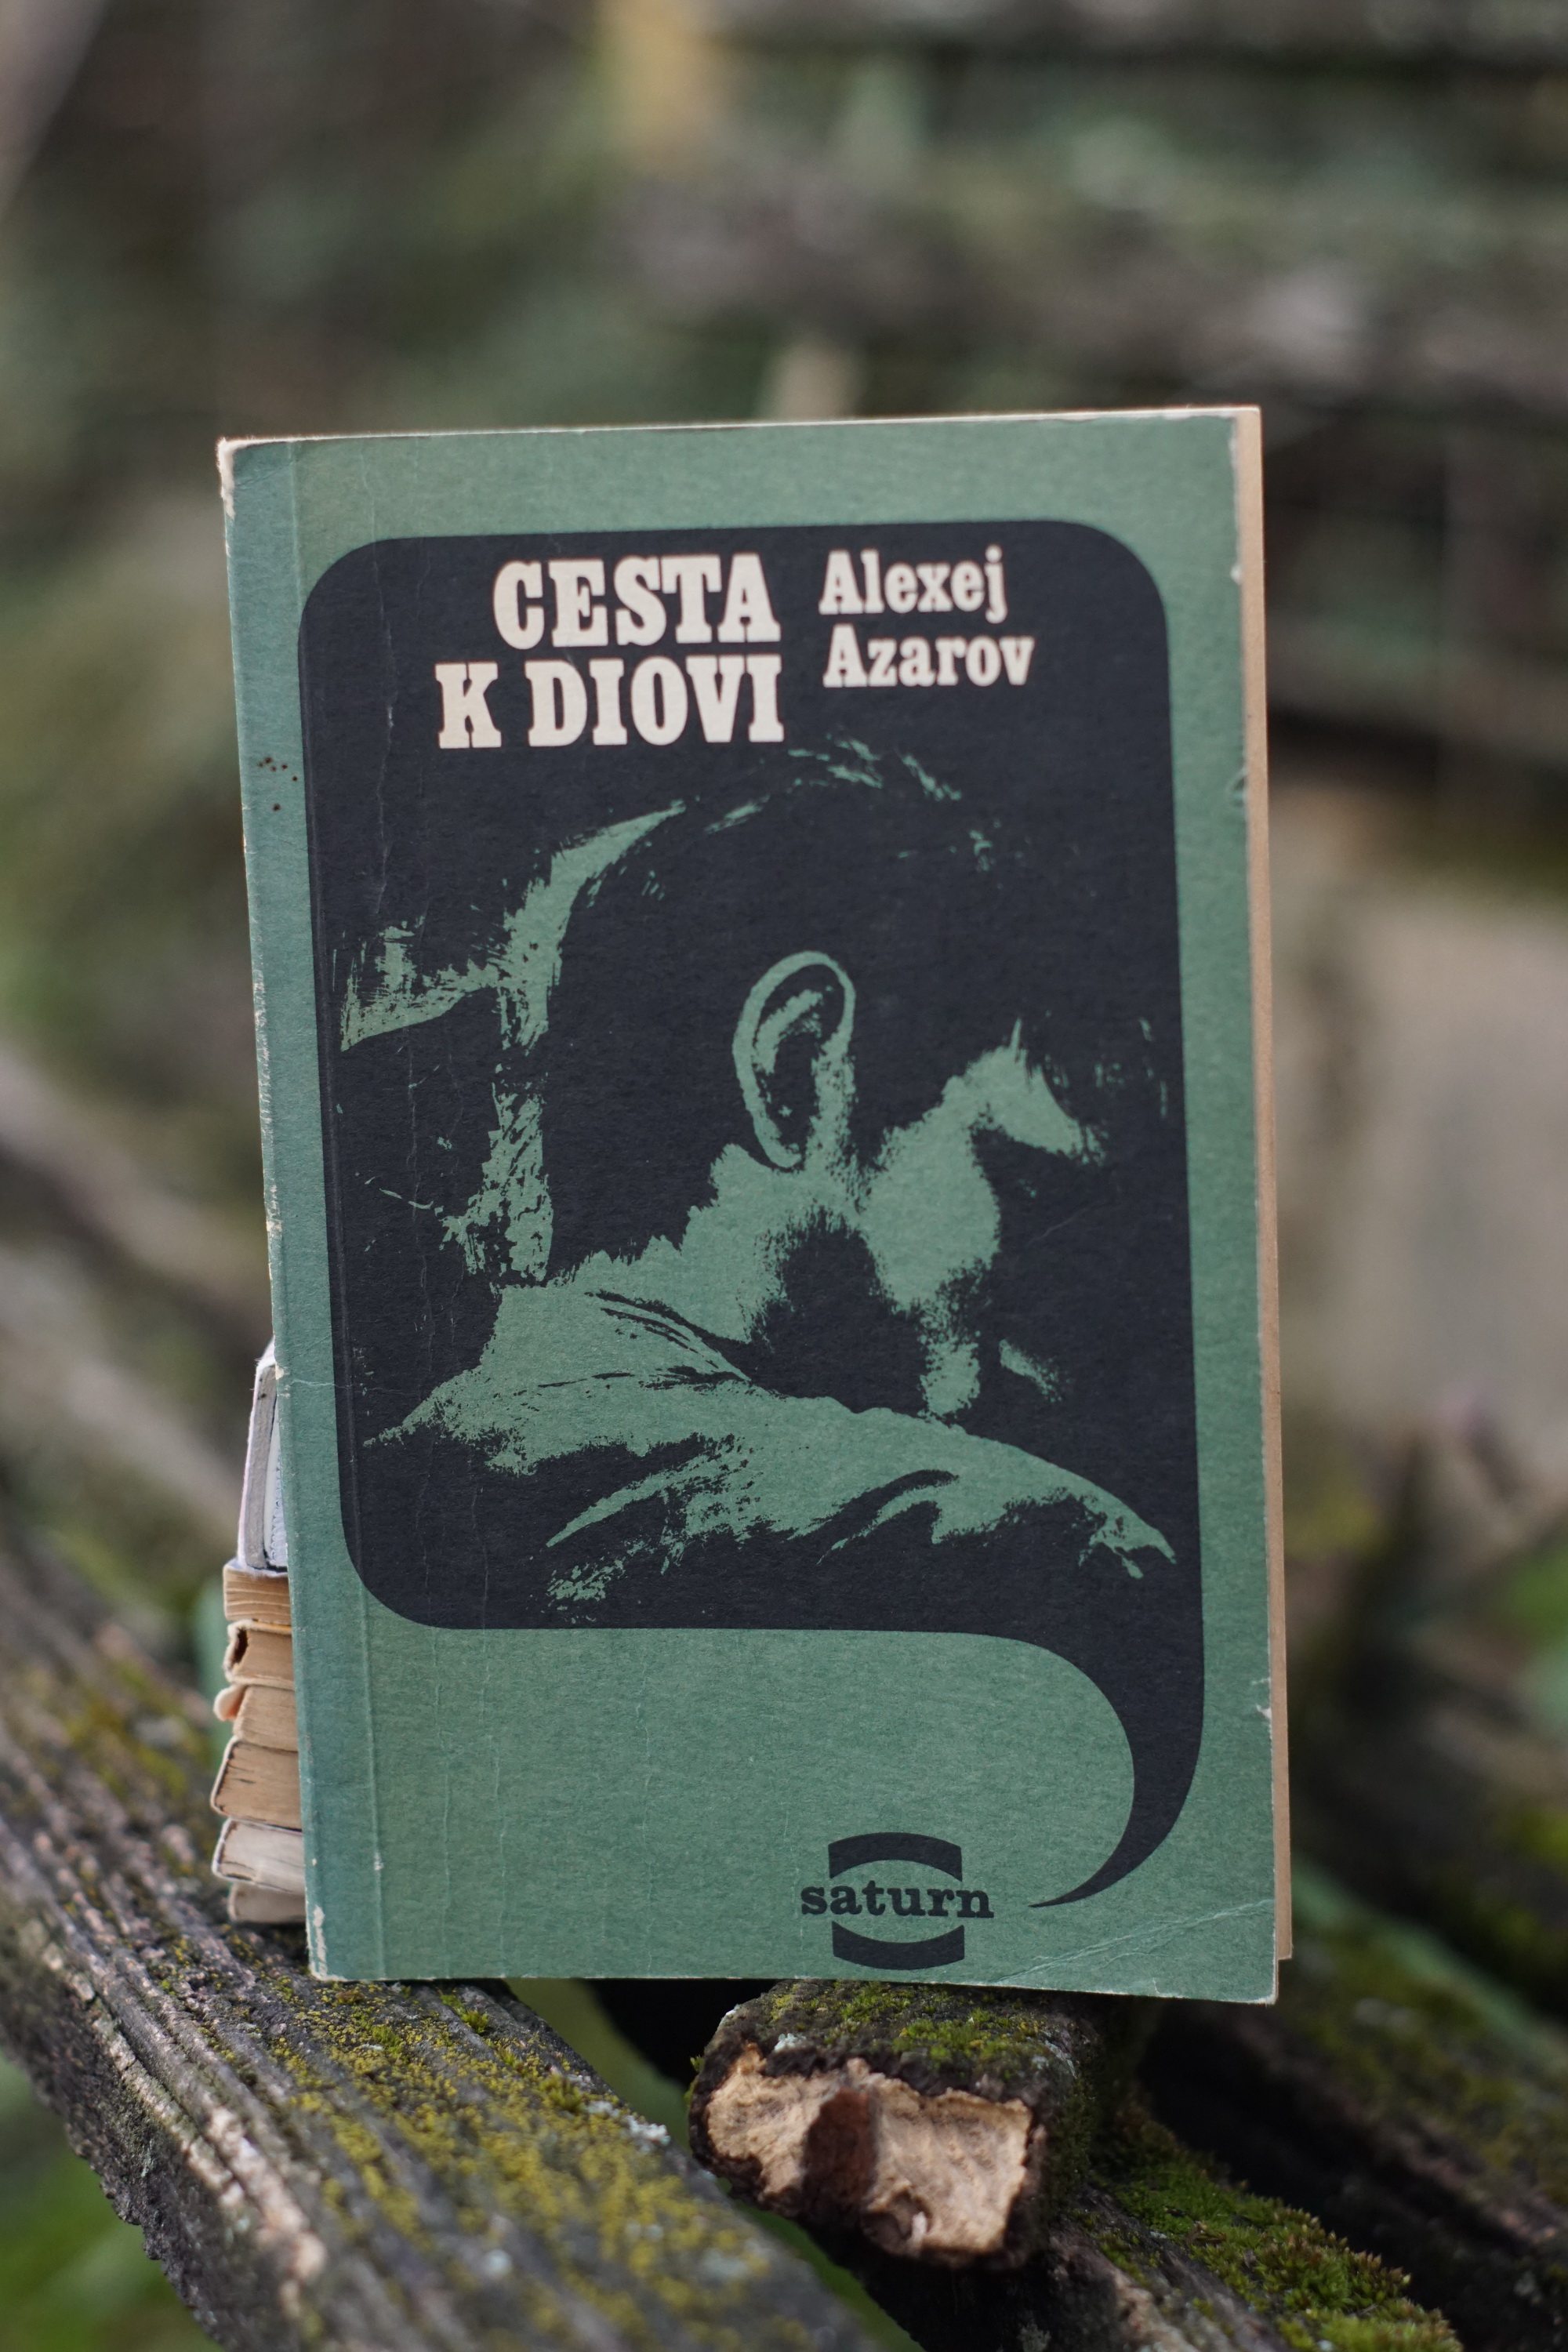 CESTA
K DIOVI
Alexej
Azarov
saturn